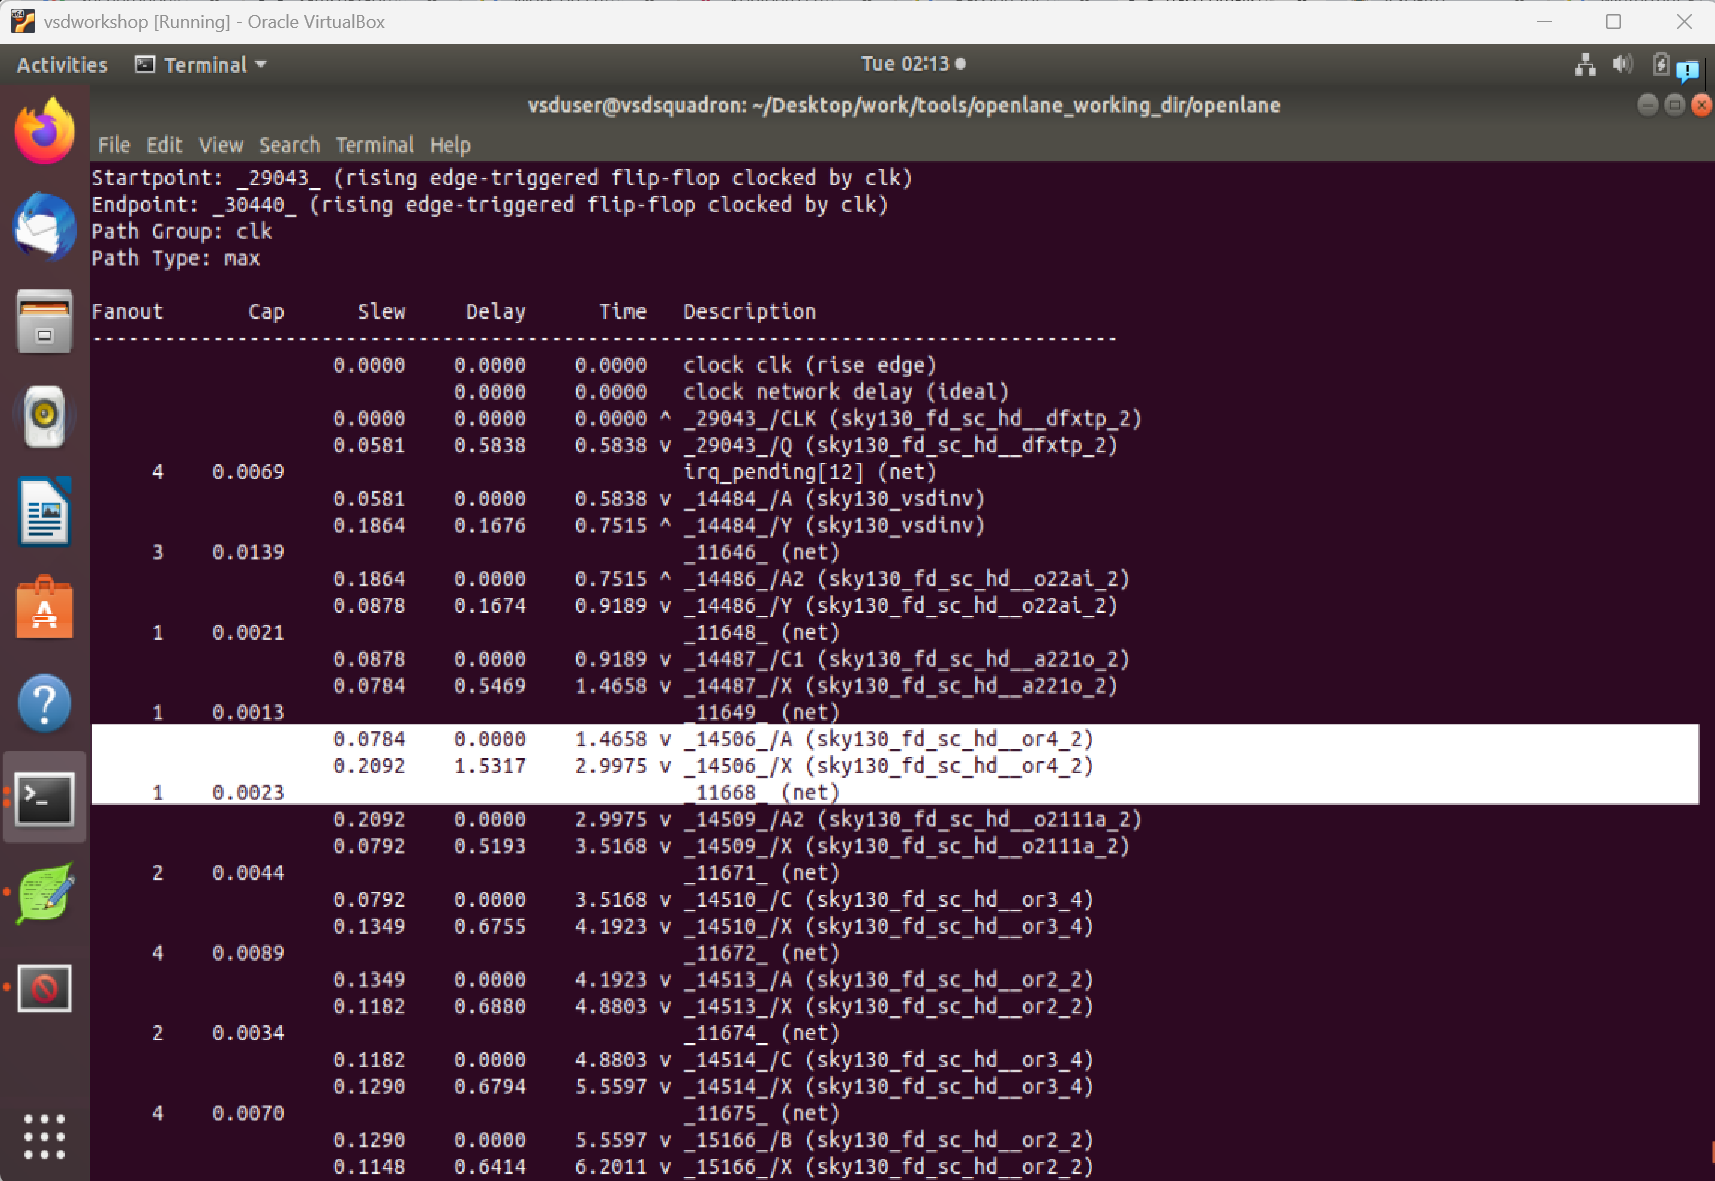 vsdworkshop [Running] - Oracle VirtualBox
Activities Terminal Tue 02:13
vsduser@vsdsquadron: ~/Desktop/work/tools/openlane_working_dir/openlane
File Edit View Search Terminal Help
Startpoint: _29043_ (rising edge-triggered flip-flop clocked by clk)
Endpoint: _30440_ (rising edge-triggered flip-flop clocked by clk)
Path Group: clk
Path Type: max
Fanout Cap Slew Delay Time Description
-------------------------------------------------------------------------------------
0.0000 0.0000 0.0000 clock clk (rise edge)
0.0000 0.0000 clock network delay (ideal)
0.0000 0.0000 0.0000 ^ _29043_/CLK (sky130_fd_sc_hd__dfxtp_2)
0.0581 0.5838 0.5838 v _29043_/Q (sky130_fd_sc_hd__dfxtp_2)
4 0.0069 irq_pending[12] (net)
0.0581 0.0000 0.5838 v _14484_/A (sky130_vsdinv)
0.1864 0.1676 0.7515 ^ _14484_/Y (sky130_vsdinv)
3 0.0139 _11646_ (net)
0.1864 0.0000 0.7515 ^ _14486_/A2 (sky130_fd_sc_hd__o22ai_2)
0.0878 0.1674 0.9189 v _14486_/Y (sky130_fd_sc_hd__o22ai_2)
1 0.0021 _11648_ (net)
0.0878 0.0000 0.9189 v _14487_/C1 (sky130_fd_sc_hd__a221o_2)
0.0784 0.5469 1.4658 v _14487_/X (sky130_fd_sc_hd__a221o_2)
1 0.0013 _11649_ (net)
0.0784 0.0000 1.4658 v _14506_/A (sky130_fd_sc_hd__or4_2)
0.2092 1.5317 2.9975 v _14506_/X (sky130_fd_sc_hd__or4_2)
1 0.0023 _11668_ (net)
0.2092 0.0000 2.9975 v _14509_/A2 (sky130_fd_sc_hd__o2111a_2)
0.0792 0.5193 3.5168 v _14509_/X (sky130_fd_sc_hd__o2111a_2)
2 0.0044 _11671_ (net)
0.0792 0.0000 3.5168 v _14510_/C (sky130_fd_sc_hd__or3_4)
0.1349 0.6755 4.1923 v _14510_/X (sky130_fd_sc_hd__or3_4)
4 0.0089 _11672_ (net)
0.1349 0.0000 4.1923 v _14513_/A (sky130_fd_sc_hd__or2_2)
0.1182 0.6880 4.8803 v _14513_/X (sky130_fd_sc_hd__or2_2)
2 0.0034 _11674_ (net)
0.1182 0.0000 4.8803 v _14514_/C (sky130_fd_sc_hd__or3_4)
0.1290 0.6794 5.5597 v _14514_/X (sky130_fd_sc_hd__or3_4)
4 0.0070 _11675_ (net)
0.1290 0.0000 5.5597 v _15166_/B (sky130_fd_sc_hd__or2_2)
0.1148 0.6414 6.2011 v _15166_/X (sky130_fd_sc_hd__or2_2)